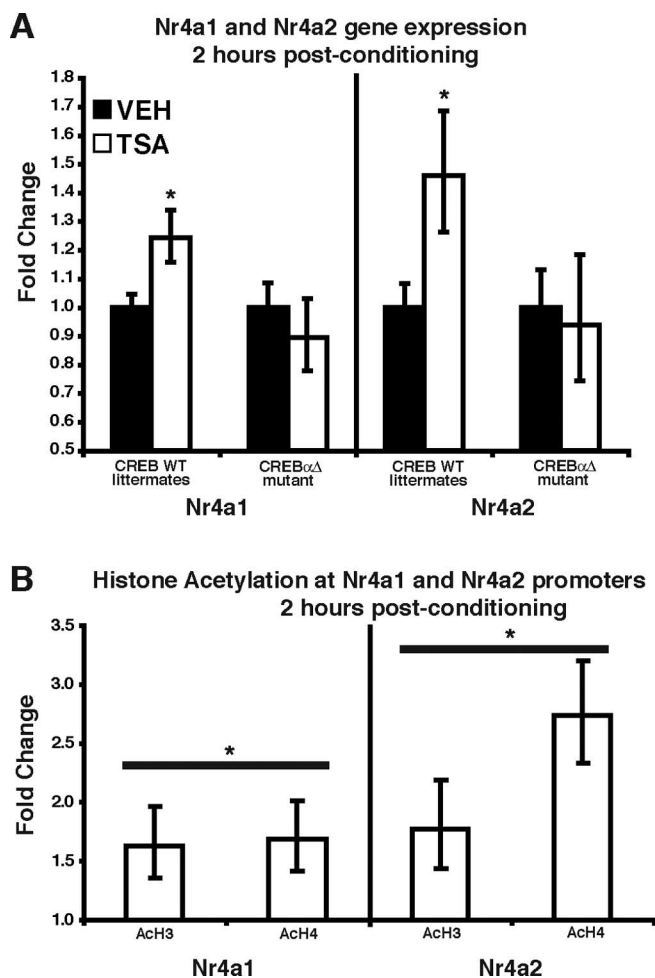 A
Nr4a1 and Nr4a2 gene expression
2 hours post-conditioning
Fold Change
1.8
1.7
1.6
1.5
1.4
1.3
1.2
1.1
1.0
0.9
0.8
0.7
0.6
0.5
VEH
TSA
*
*
CREB WT littermates
CREBαΔ mutant
CREB WT littermates
CREBαΔ mutant
Nr4a1
Nr4a2
B
Histone Acetylation at Nr4a1 and Nr4a2 promoters
2 hours post-conditioning
Fold Change
3.5
3.0
2.5
2.0
1.5
1.0
*
*
AcH3
AcH4
AcH3
AcH4
Nr4a1
Nr4a2